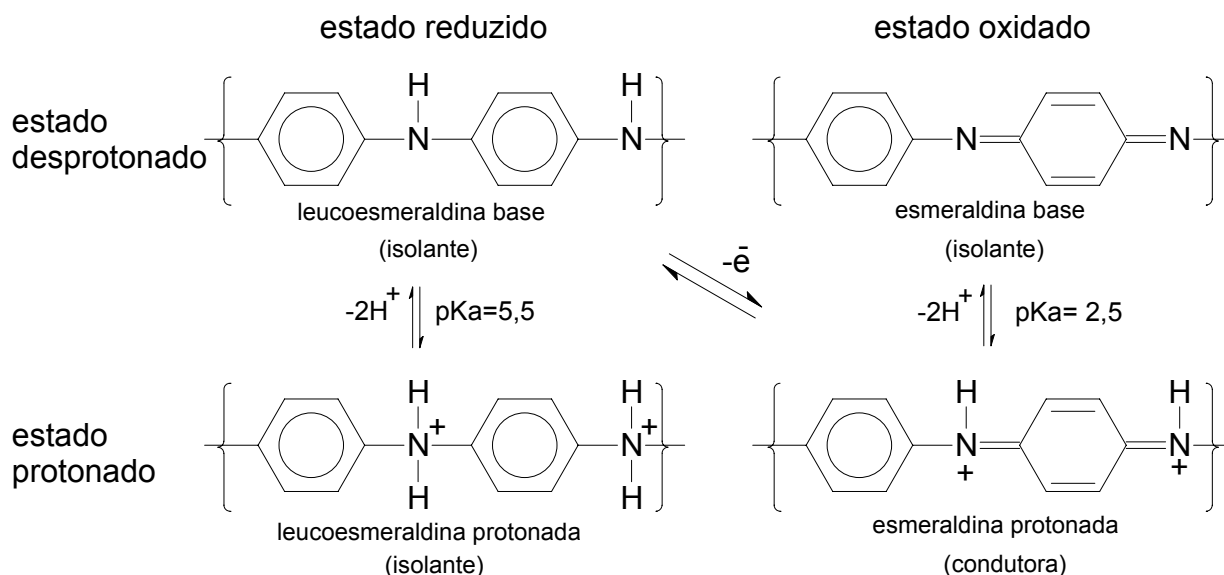 estado reduzido
estado oxidado
estado
desprotonado
H
H
N
N
N
N
leucoesmeraldina base
(isolante)
esmeraldina base
(isolante)
-ē
-2H+
pKa=5,5
-2H+
pKa= 2,5
estado
protonado
H
H
H
H
N+
N+
N
N
H
H
+
+
leucoesmeraldina protonada
(isolante)
esmeraldina protonada
(condutora)